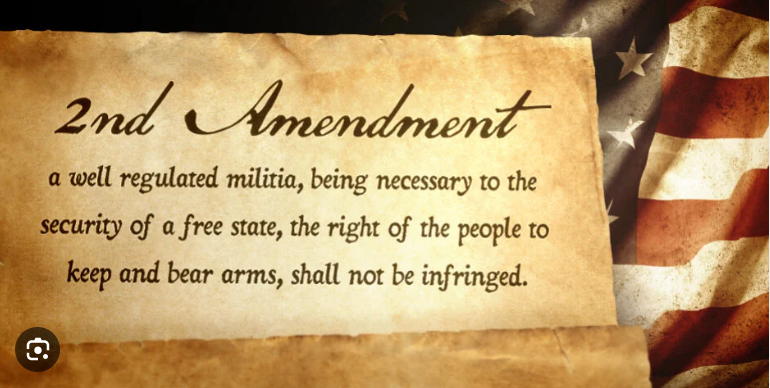 2nd Amendment
a well regulated militia, being necessary to the
security of a free state, the right of the people to
keep and bear arms, shall not be infringed.